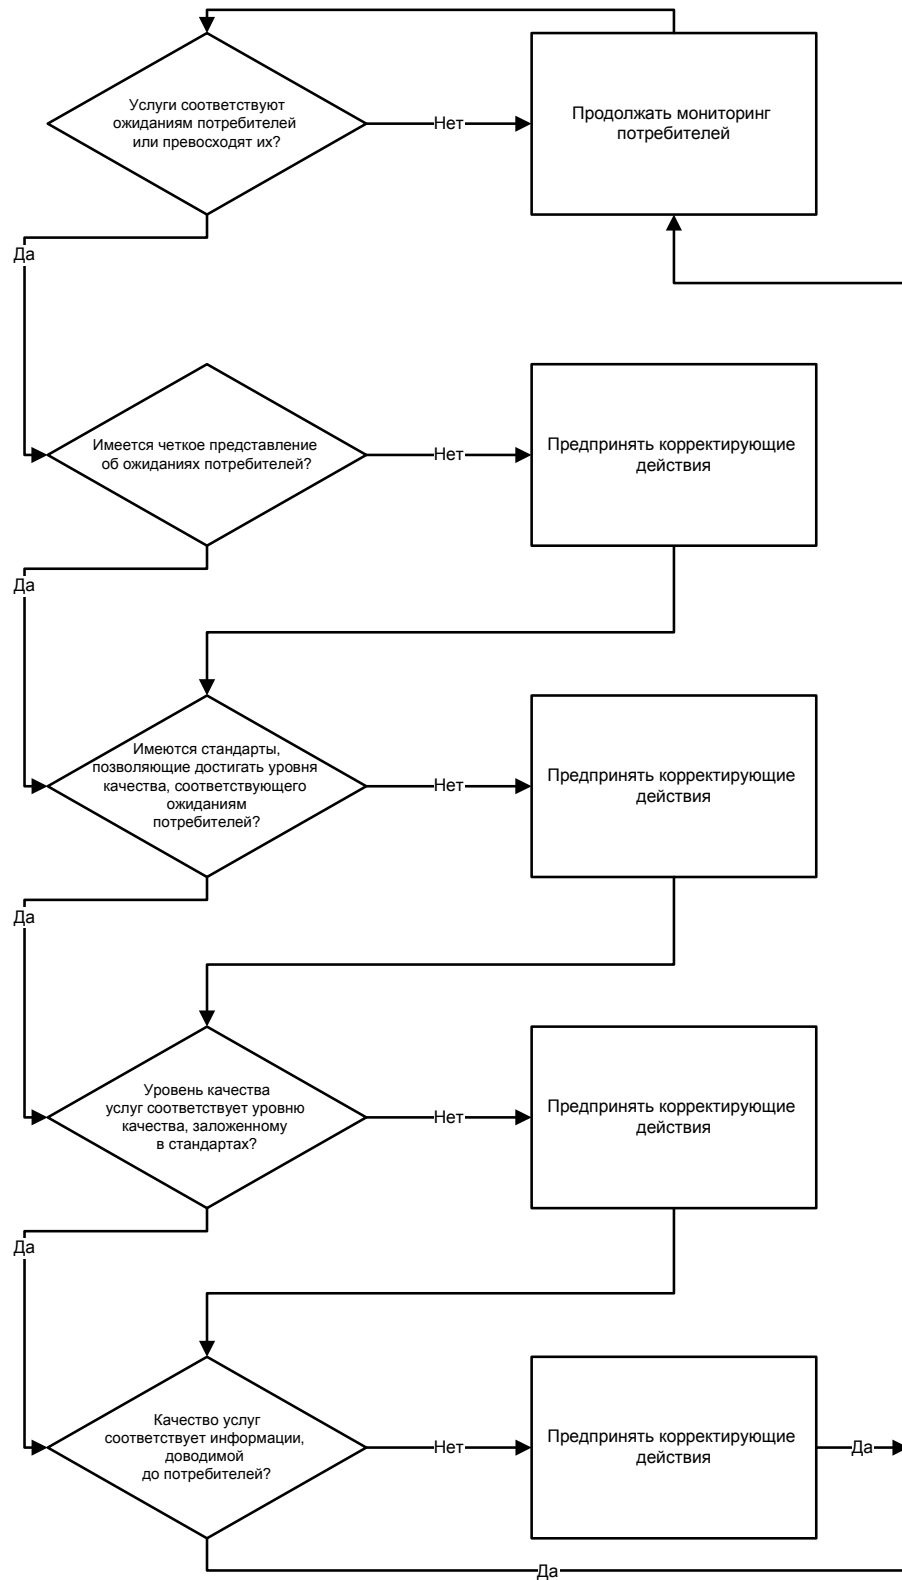 Услуги соответствуют
ожиданиям потребителей
или превосходят их?
Нет
Продолжать мониторинг
потребителей
Да
Имеется четкое представление
об ожиданиях потребителей?
Нет
Предпринять корректирующие
действия
Да
Имеются стандарты,
позволяющие достигать уровня
качества, соответствующего
ожиданиям
потребителей?
Нет
Предпринять корректирующие
действия
Да
Уровень качества
услуг соответствует уровню
качества, заложенному
в стандартах?
Нет
Предпринять корректирующие
действия
Да
Качество услуг
соответствует информации,
доводимой
до потребителей?
Нет
Предпринять корректирующие
действия
Да
Да